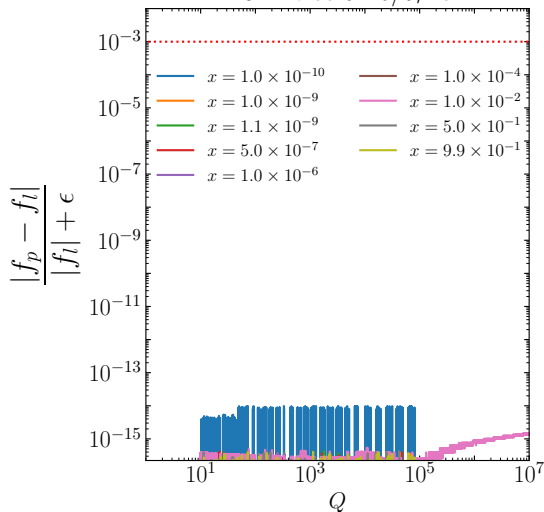 10^{-3}
x = 1.0 × 10^{-10}
x = 1.0 × 10^{-9}
x = 1.1 × 10^{-9}
x = 5.0 × 10^{-7}
x = 1.0 × 10^{-6}
x = 1.0 × 10^{-4}
x = 1.0 × 10^{-2}
x = 5.0 × 10^{-1}
x = 9.9 × 10^{-1}
10^{-5}
10^{-7}
10^{-9}
10^{-11}
10^{-13}
10^{-15}
|f_p − f_l|
|f_l| + ϵ
10^1
10^3
10^5
10^7
Q